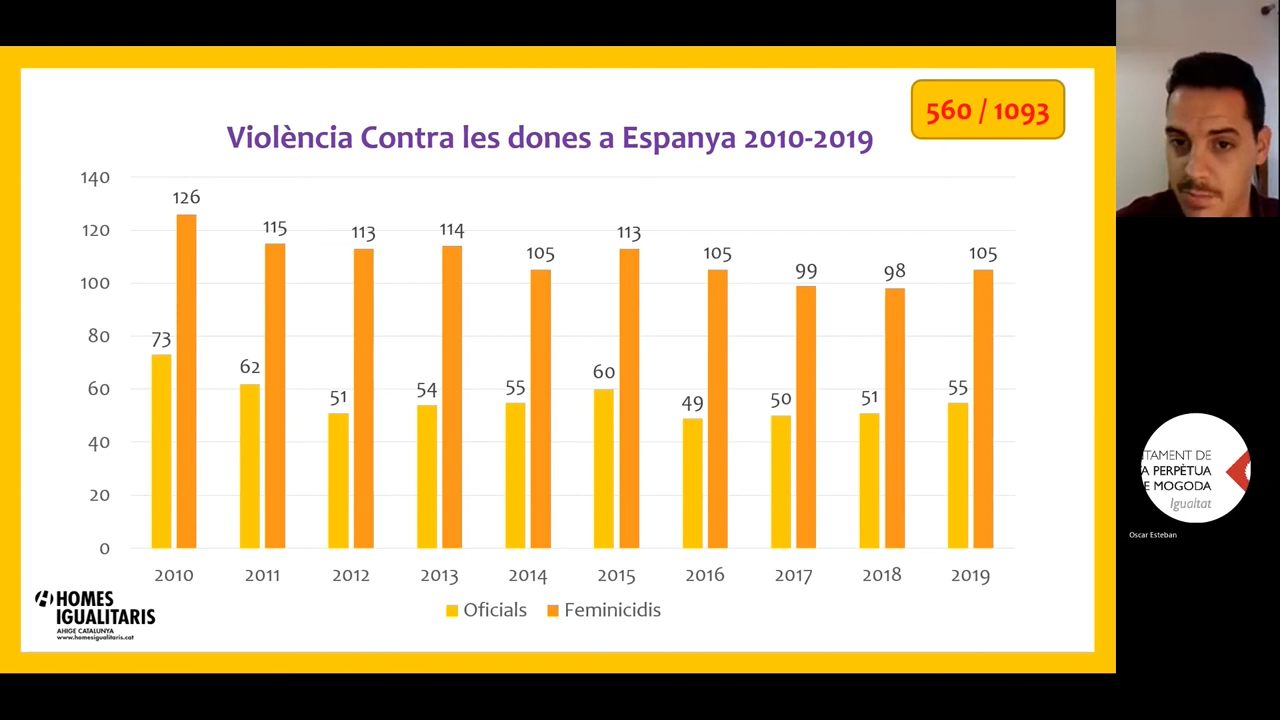 560 / 1093
Violència Contra les dones a Espanya 2010-2019
140
120
100
80
60
40
20
0
126
115
113
114
105
113
105
99
98
105
73
62
51
54
55
60
49
50
51
55
2010 2011 2012 2013 2014 2015 2016 2017 2018 2019
Oficials Feminicidis
HOMES
IGUALITARIS
AHIGE CATALUNYA
www.homesigualitaris.cat
TAMENT DE
A PERPÈTUA
E MOGODA
Igualtat
Oscar Esteban